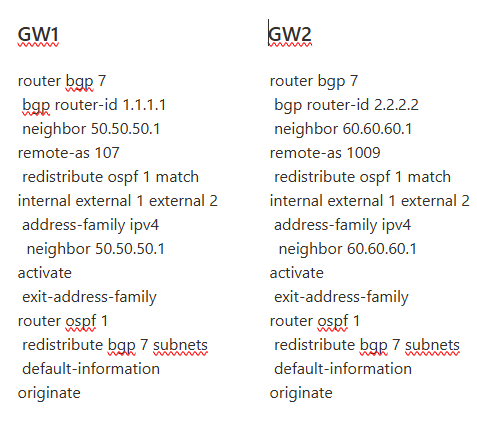 GW1
router bgp 7
bgp router-id 1.1.1.1
neighbor 50.50.50.1
remote-as 107
redistribute ospf 1 match
internal external 1 external 2
address-family ipv4
neighbor 50.50.50.1
activate
exit-address-family
router ospf 1
redistribute bgp 7 subnets
default-information
originate
GW2
router bgp 7
bgp router-id 2.2.2.2
neighbor 60.60.60.1
remote-as 1009
redistribute ospf 1 match
internal external 1 external 2
address-family ipv4
neighbor 60.60.60.1
activate
exit-address-family
router ospf 1
redistribute bgp 7 subnets
default-information
originate